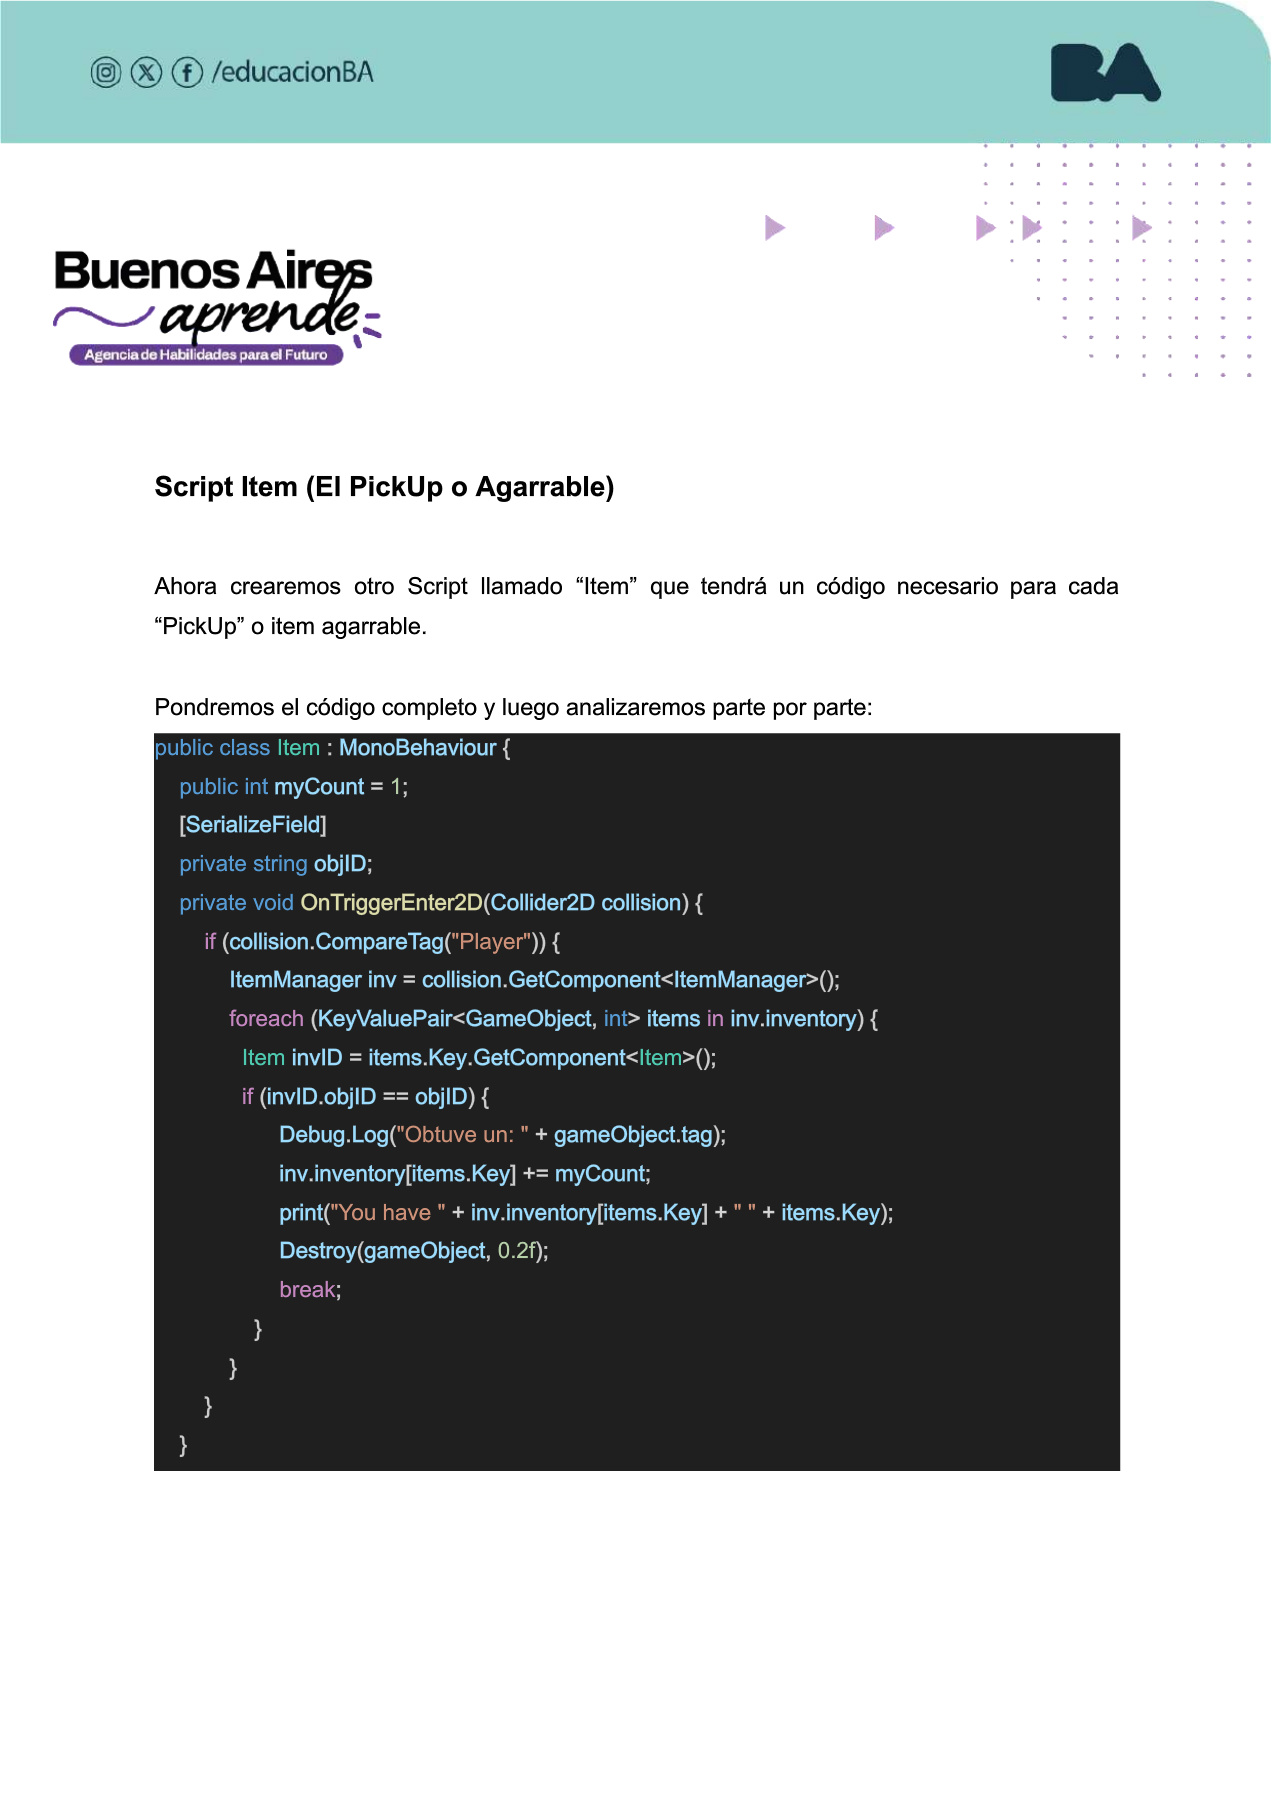 /educacionBA
BA
Buenos Aires
aprende
Agencia de Habilidades para el Futuro
Script Item (El PickUp o Agarrable)
Ahora crearemos otro Script llamado “Item” que tendrá un código necesario para cada
“PickUp” o item agarrable.
Pondremos el código completo y luego analizaremos parte por parte:
public class Item : MonoBehaviour {
public int myCount = 1;
[SerializeField]
private string objID;
private void OnTriggerEnter2D(Collider2D collision) {
if (collision.CompareTag("Player")) {
ItemManager inv = collision.GetComponent<ItemManager>();
foreach (KeyValuePair<GameObject, int> items in inv.inventory) {
Item invID = items.Key.GetComponent<Item>();
if (invID.objID == objID) {
Debug.Log("Obtuve un: " + gameObject.tag);
inv.inventory[items.Key] += myCount;
print("You have " + inv.inventory[items.Key] + " " + items.Key);
Destroy(gameObject, 0.2f);
break;
}
}
}
}